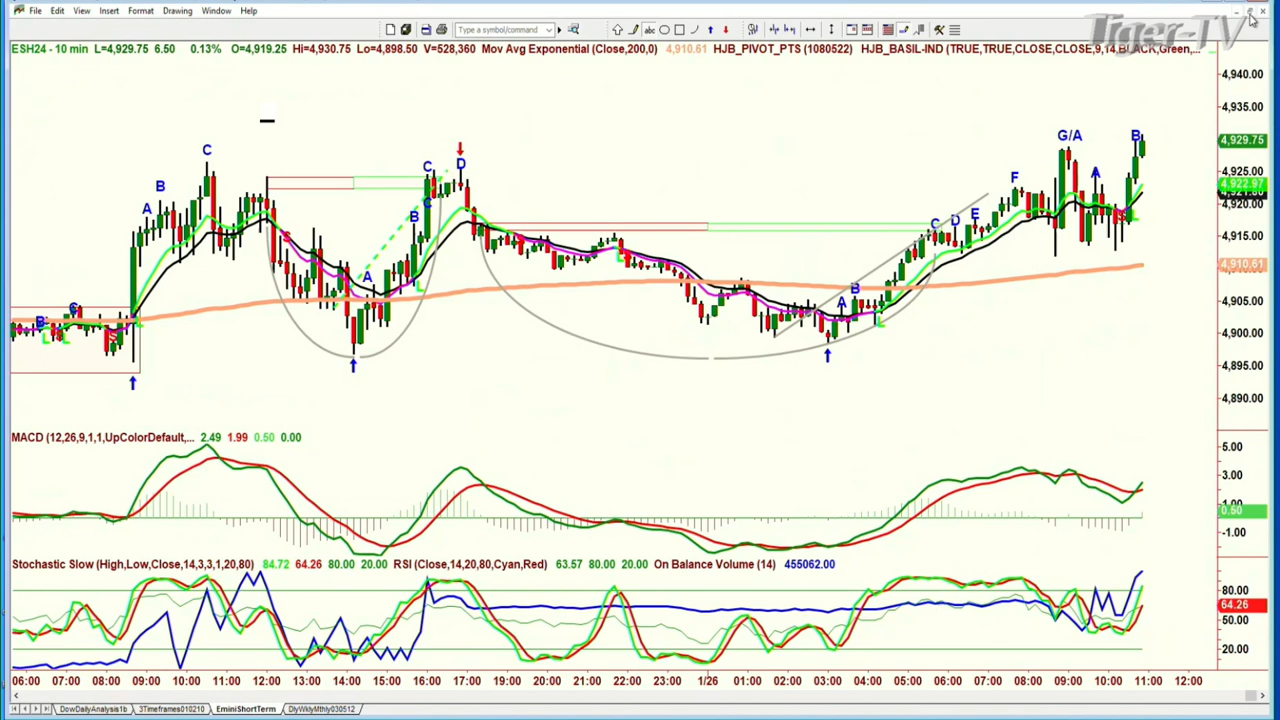 File Edit View Insert Format Drawing Window Help
Tiger-TV
Type a symbol/command
abc
ESH24 - 10 min L=4,929.75 6.50 0.13% O=4,919.25 Hi=4,930.75 Lo=4,898.50 V=528,360 Mov Avg Exponential (Close,200,0) 4,910.61 HJB_PIVOT_PTS (1080522) HJB_BASIL-IND (TRUE,TRUE,CLOSE,CLOSE,9,14,BLACK,Green,...
4,940.00
4,935.00
4,929.75
4,925.00
4,922.97
4,920.00
4,915.00
4,910.61
4,905.00
4,900.00
4,895.00
4,890.00
B C A B C A B C C D A B C D E F G/A A B
L L S L S L S L L S L
MACD (12,26,9,1,1,UpColorDefault,... 2.49 1.99 0.50 0.00
5.00
3.00
1.00
0.50
-1.00
Stochastic Slow (High,Low,Close,14,3,3,1,20,80) 84.72 64.26 80.00 20.00 RSI (Close,14,20,80,Cyan,Red) 63.57 80.00 20.00 On Balance Volume (14) 455062.00
80.00
64.26
50.00
20.00
06:00 07:00 08:00 09:00 10:00 11:00 12:00 13:00 14:00 15:00 16:00 17:00 19:00 20:00 21:00 22:00 23:00 1/26 01:00 02:00 03:00 04:00 05:00 06:00 07:00 08:00 09:00 10:00 11:00 12:00
DowDailyAnalysis1b 3Timeframes010210 EminiShortTerm DlyWklyMthly030512